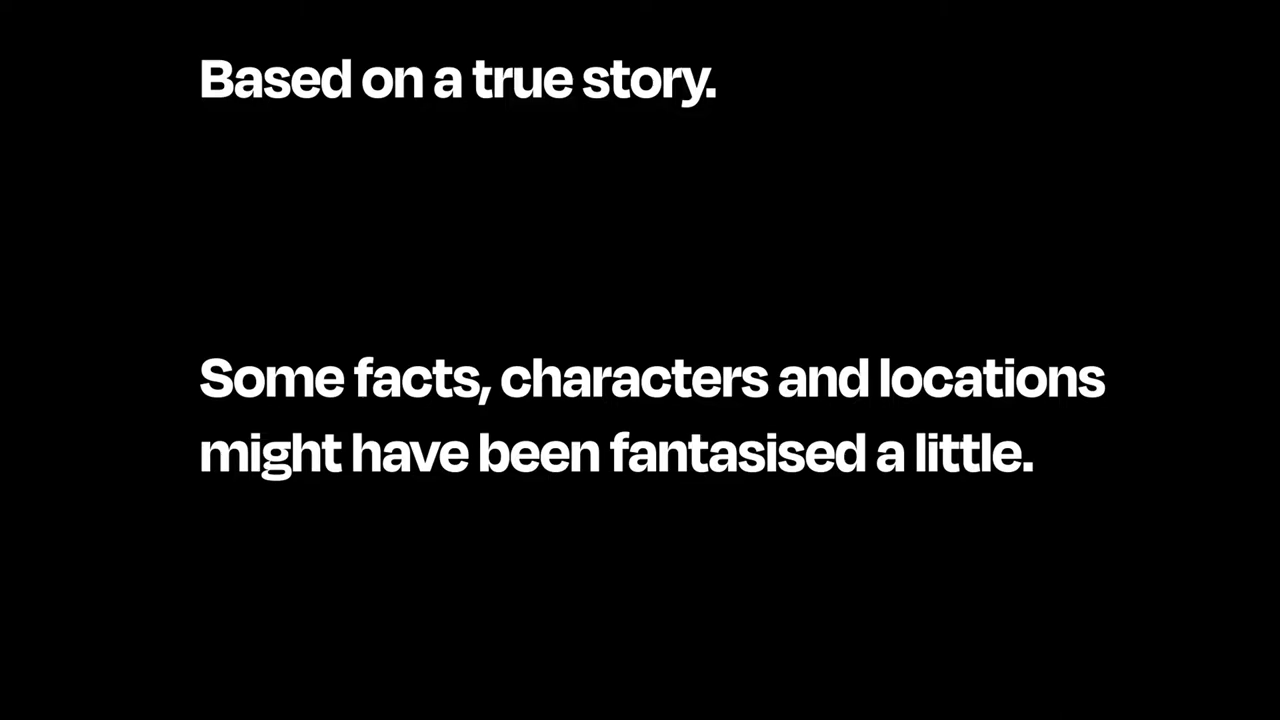 Based on a true story.
Some facts, characters and locations
might have been fantasised a little.